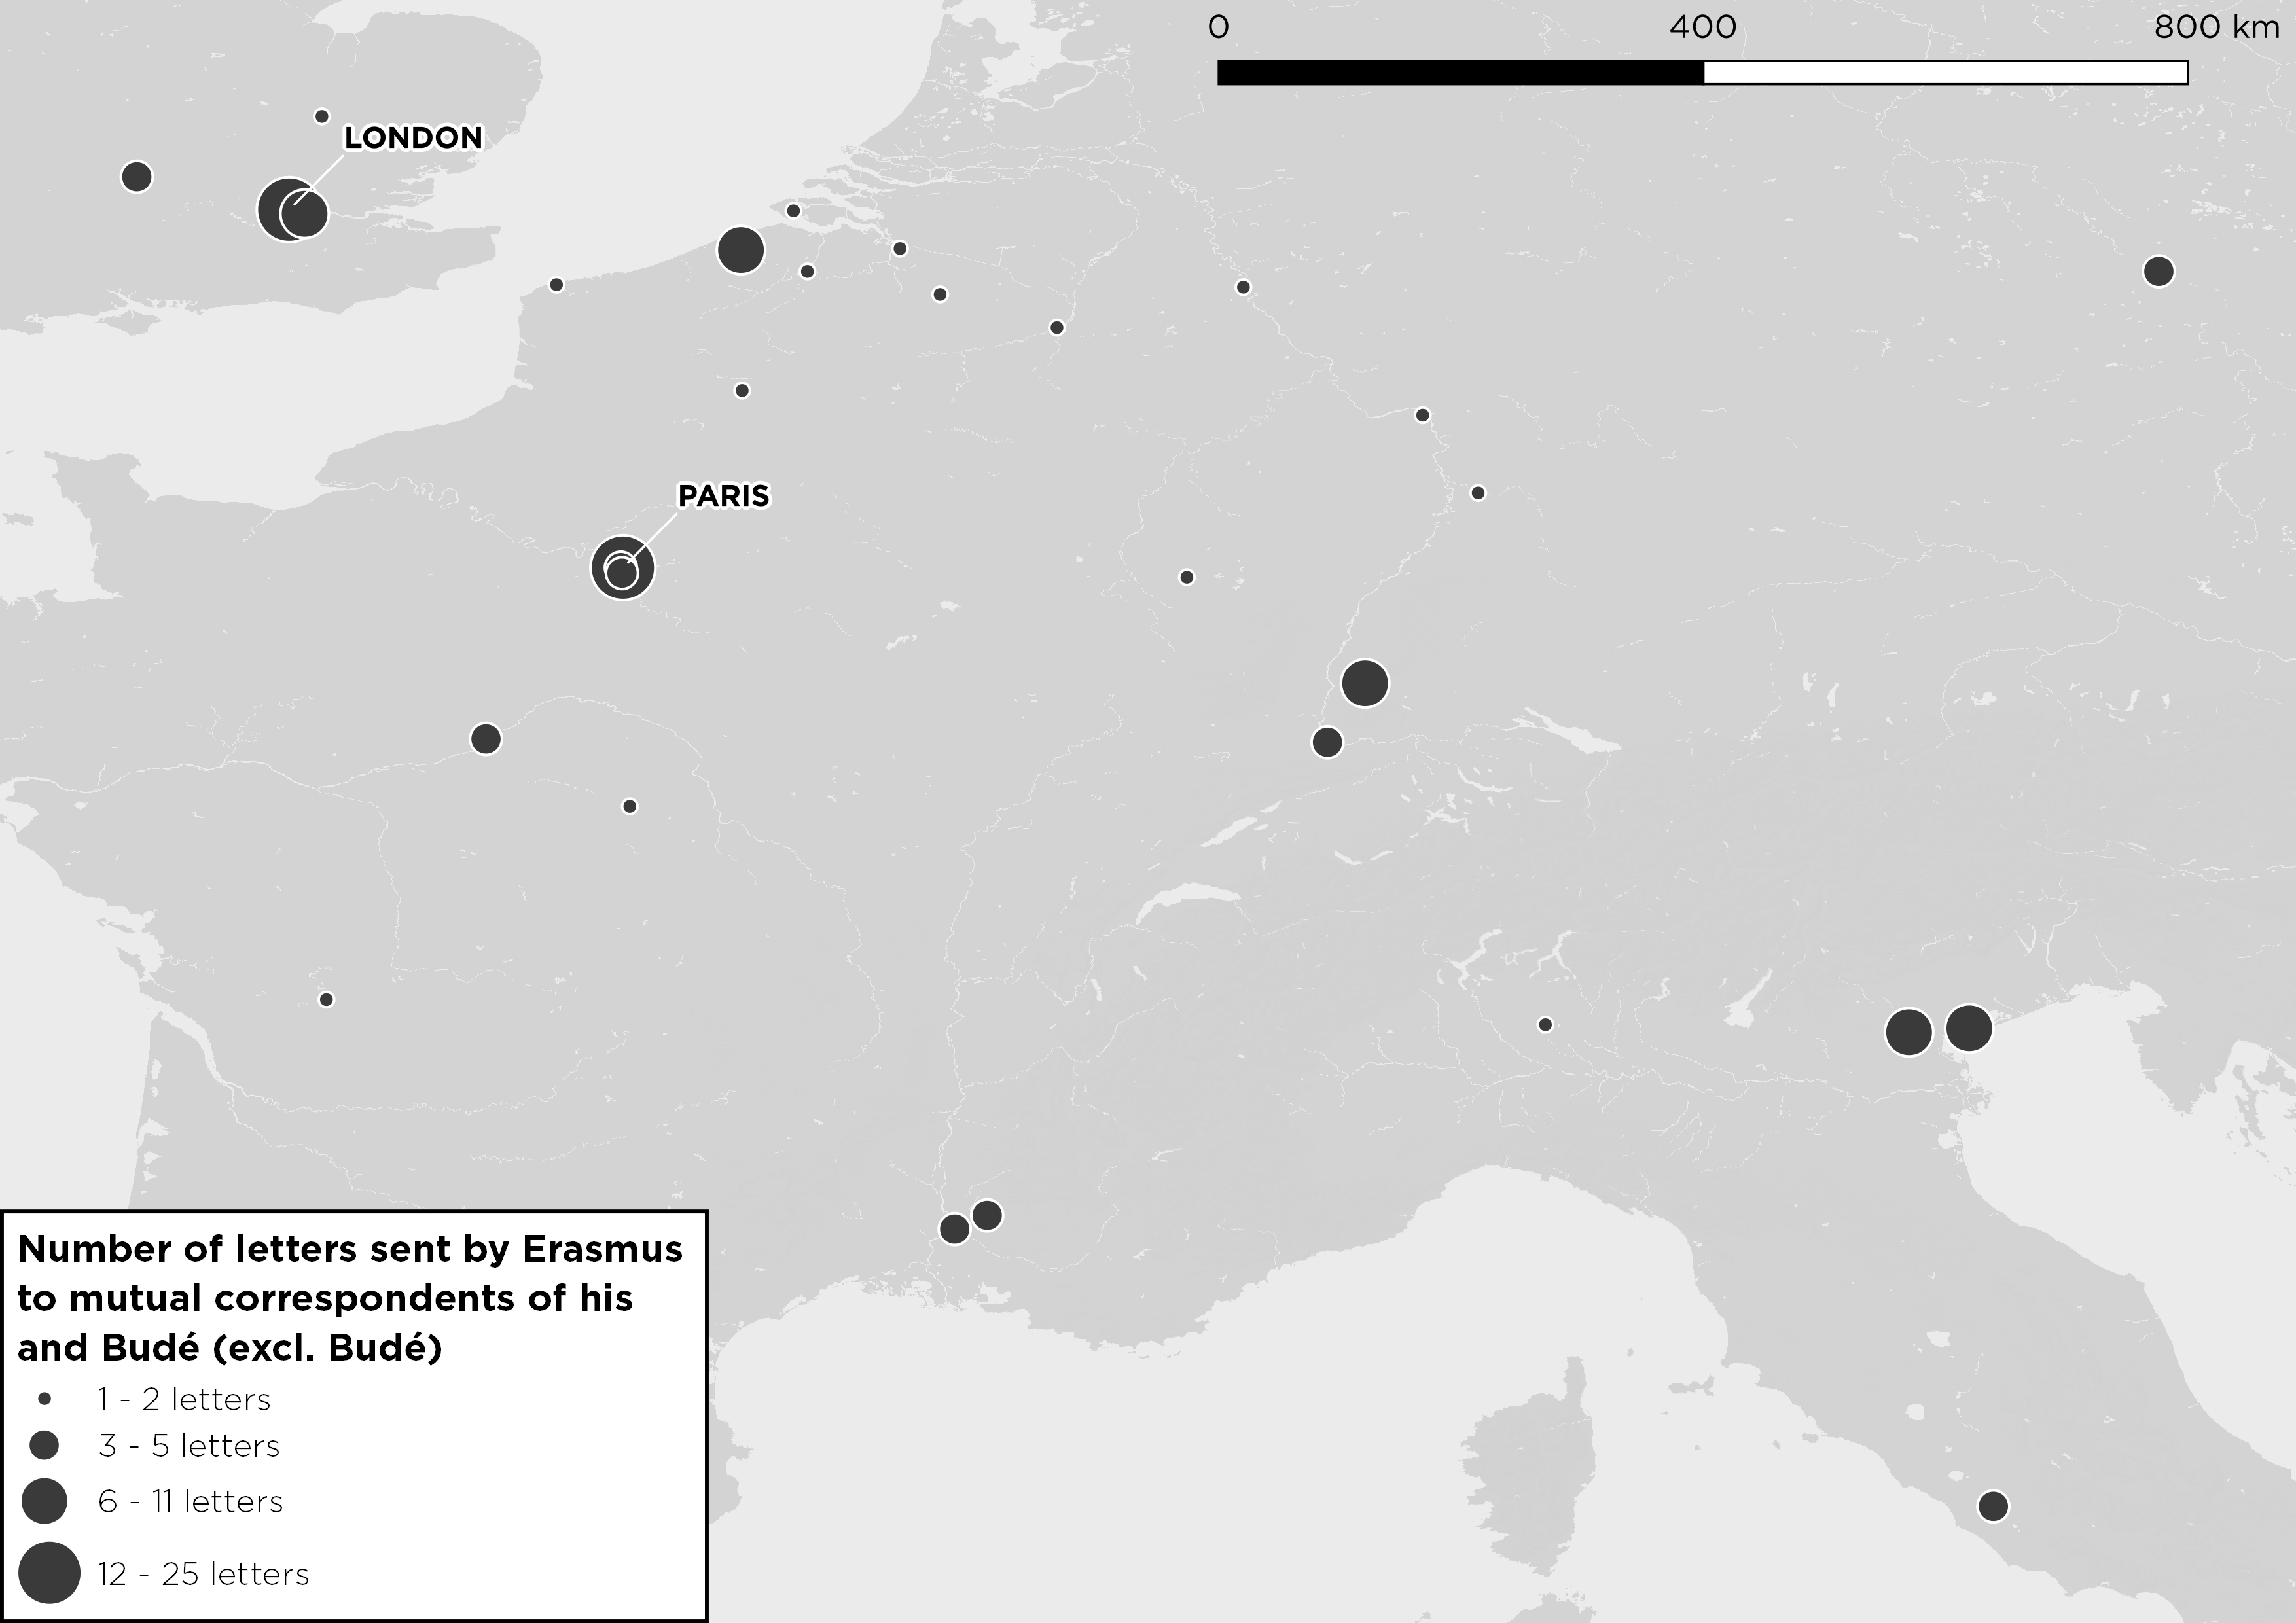 0 400 800 km
LONDON
PARIS
Number of letters sent by Erasmus
to mutual correspondents of his
and Budé (excl. Budé)
1 - 2 letters
3 - 5 letters
6 - 11 letters
12 - 25 letters